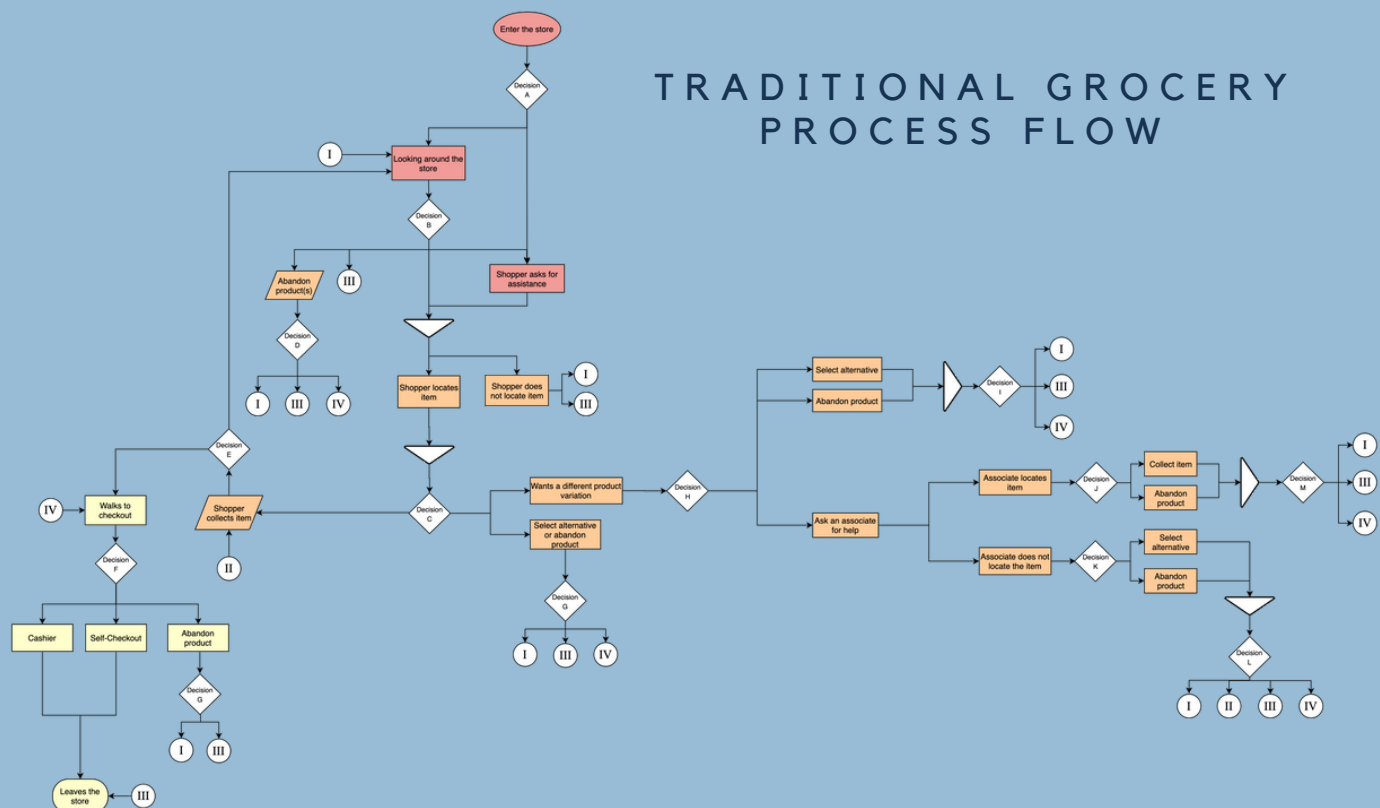 Enter the store
Decision
A
TRADITIONAL GROCERY
PROCESS FLOW
I
Looking around the
store
Decision
B
Abandon
product(s)
III
Shopper asks for
assistance
Decision
D
I
III
IV
Shopper locates
item
Shopper does
not locate item
I
III
Select alternative
Abandon product
Decision
I
I
III
IV
Decision
E
Walks to
checkout
IV
Shopper
collects item
II
Decision
C
Wants a different product
variation
Select alternative
or abandon
product
Decision
H
Ask an associate
for help
Associate locates
item
Decision
J
Collect item
Abandon
product
Decision
M
I
III
IV
Associate does not
locate the item
Decision
K
Select
alternative
Abandon
product
Decision
L
I
II
III
IV
Decision
G
I
III
IV
Decision
F
Cashier
Self-Checkout
Abandon
product
Decision
G
I
III
Leaves the
store
III